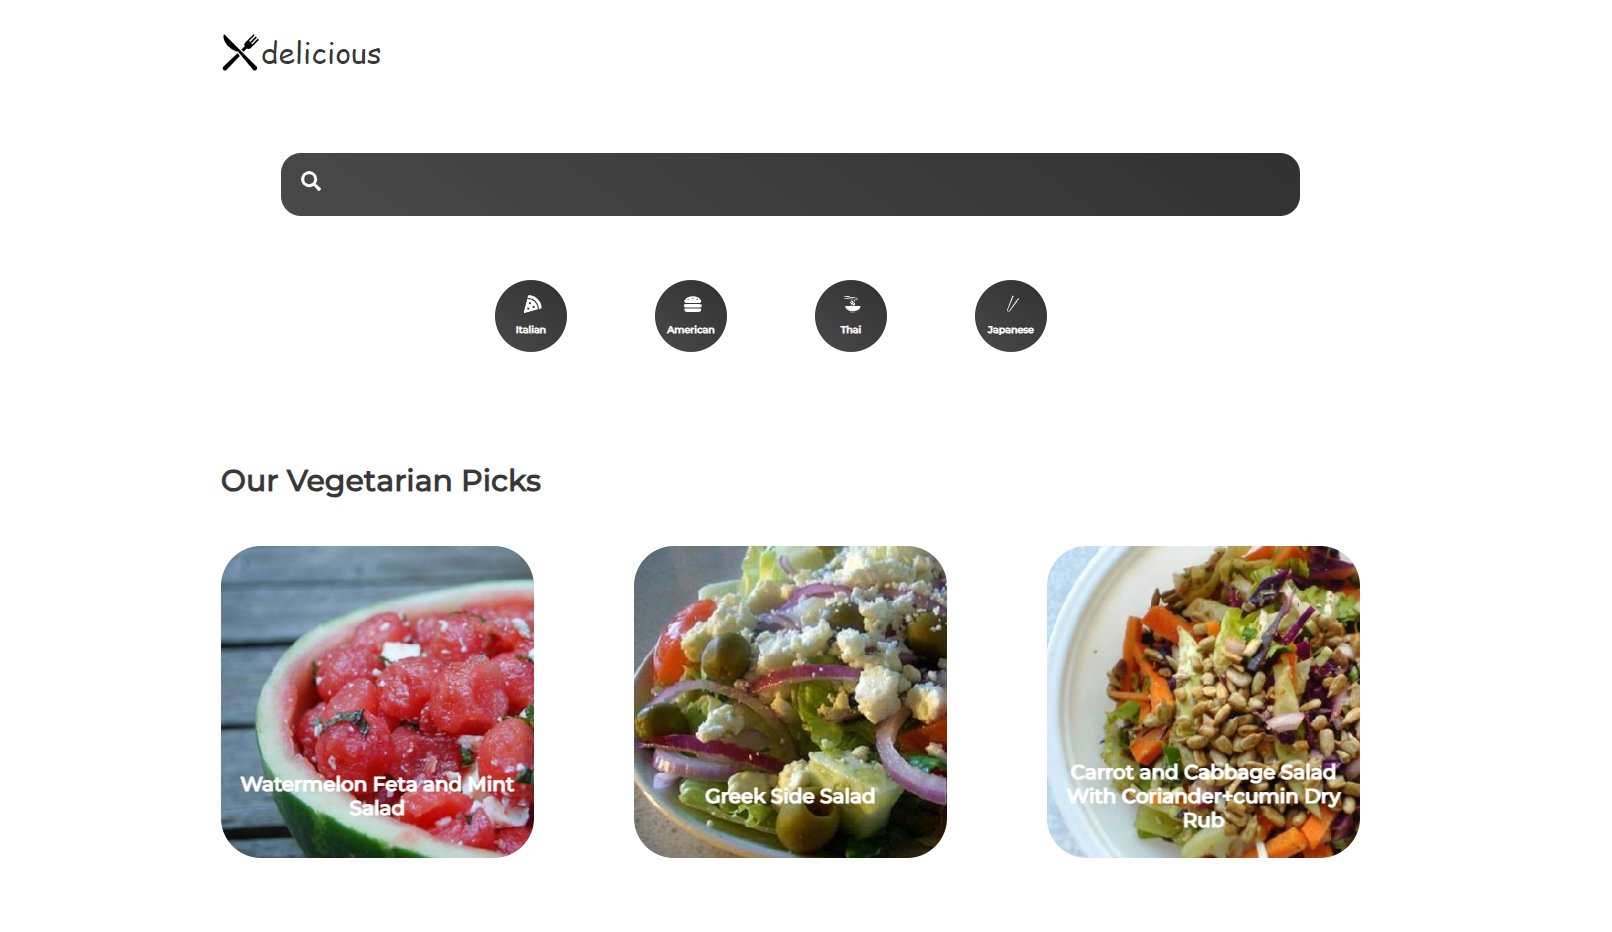 delicious
Italian
American
Thai
Japanese
Our Vegetarian Picks
Watermelon Feta and Mint
Salad
Greek Side Salad
Carrot and Cabbage Salad
With Coriander+cumin Dry
Rub